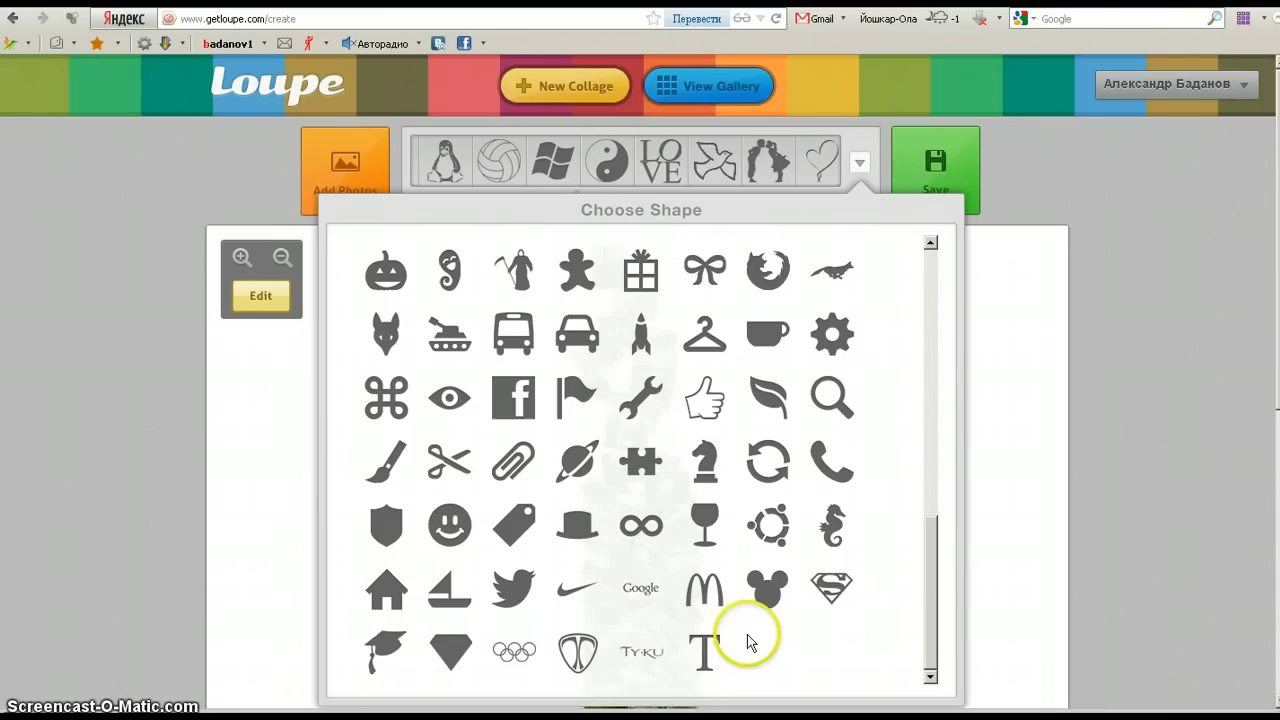 Яндекс www.getloupe.com/create Перевести Gmail Йошкар-Ола -1 Google
badanov1 Авторадио
Loupe New Collage View Gallery Александр Баданов
LO
VE
Add Photos Save
Choose Shape
Edit
Google
TY-KU T
Screencast-O-Matic.com